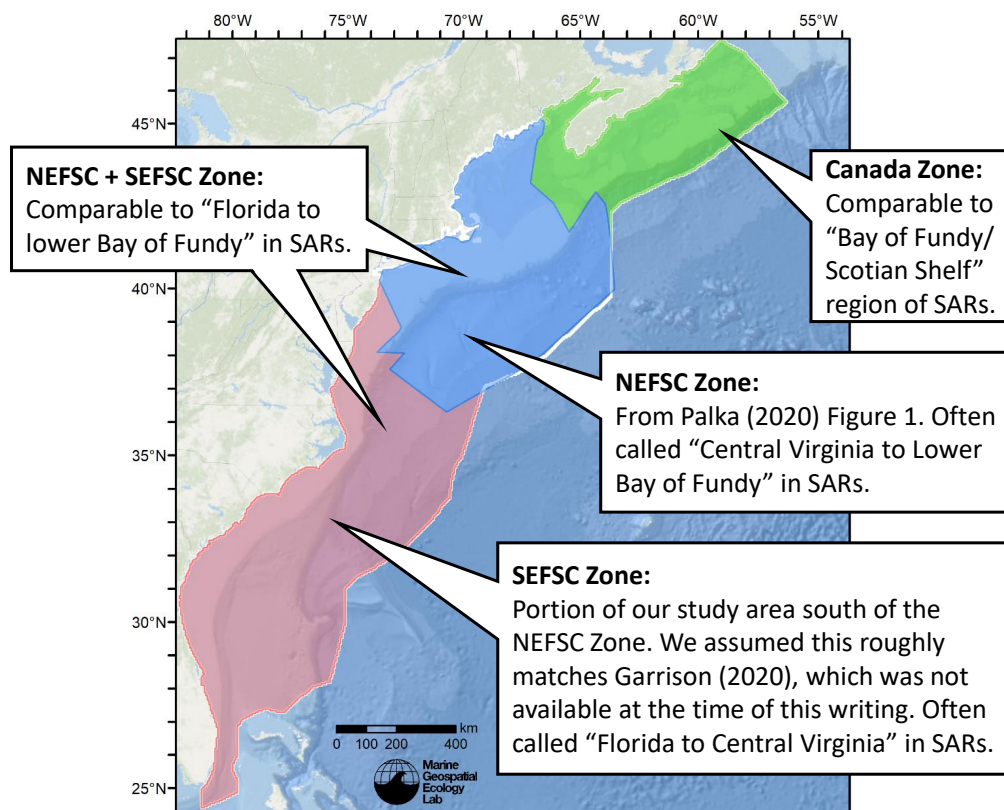 80°W 75°W 70°W 65°W 60°W 55°W
45°N
40°N
35°N
30°N
25°N
NEFSC + SEFSC Zone:
Comparable to “Florida to
lower Bay of Fundy” in SARs.
Canada Zone:
Comparable to
“Bay of Fundy/
Scotian Shelf”
region of SARs.
NEFSC Zone:
From Palka (2020) Figure 1. Often
called “Central Virginia to Lower
Bay of Fundy” in SARs.
SEFSC Zone:
Portion of our study area south of the
NEFSC Zone. We assumed this roughly
matches Garrison (2020), which was not
available at the time of this writing. Often
called “Florida to Central Virginia” in SARs.
km
0 100 200 400
Marine
Geospatial
Ecology
Lab